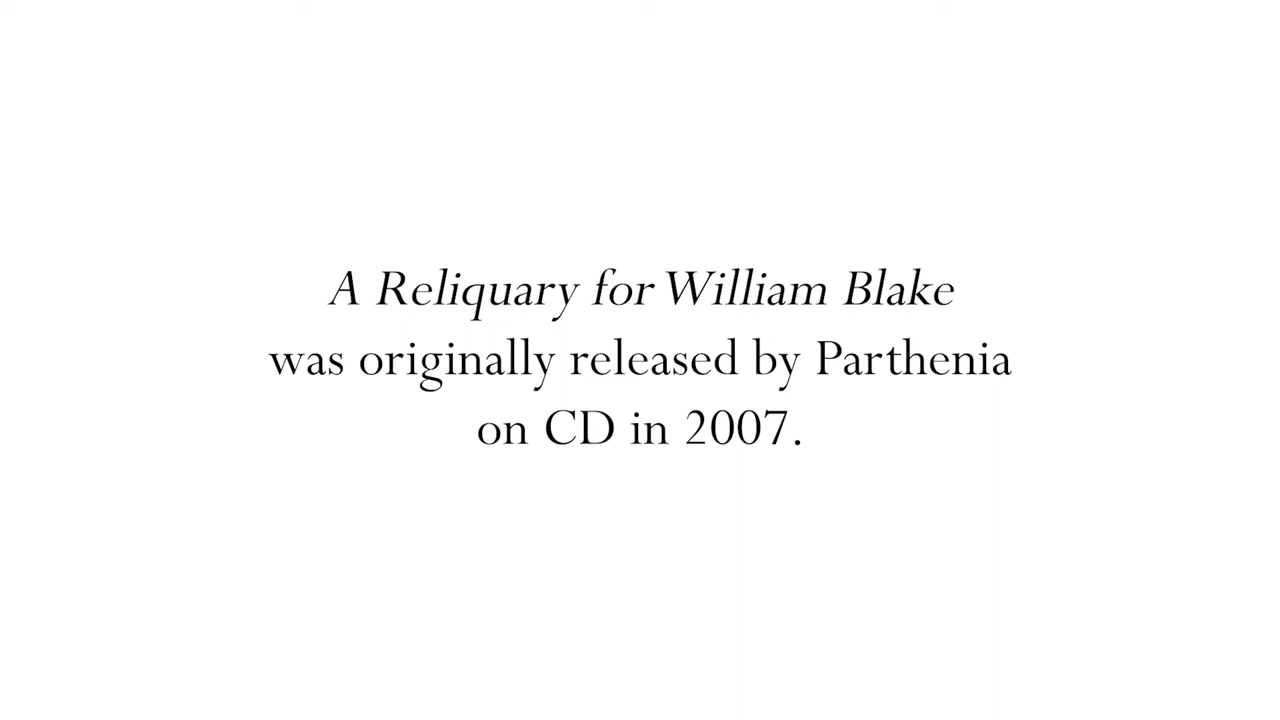 A Reliquary for William Blake
was originally released by Parthenia
on CD in 2007.